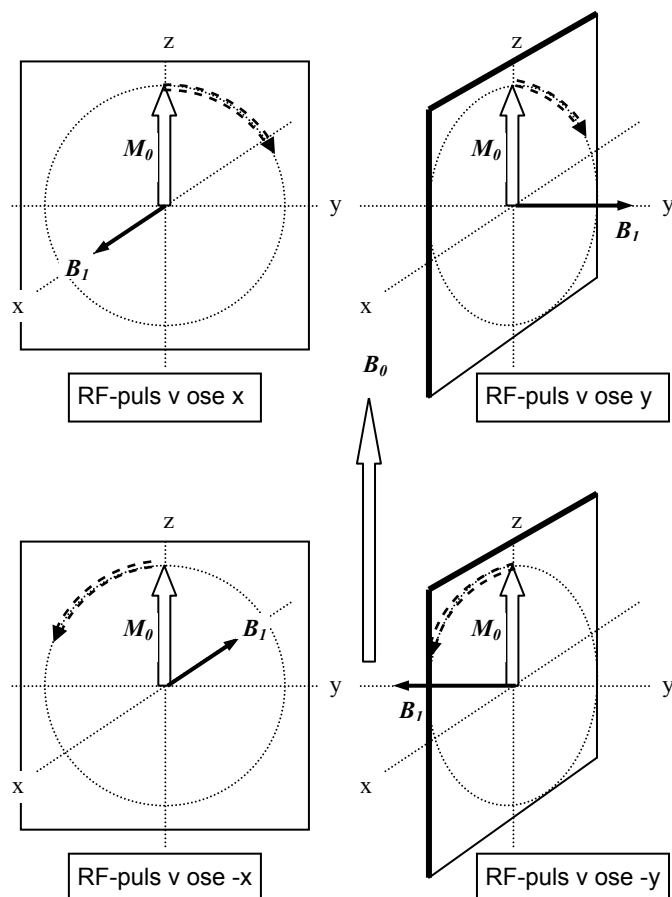 z
M0
y
B1
x
RF-puls v ose x
z
M0
y
B1
x
RF-puls v ose y
B0
z
M0
B1
y
x
RF-puls v ose -x
z
M0
y
B1
x
RF-puls v ose -y